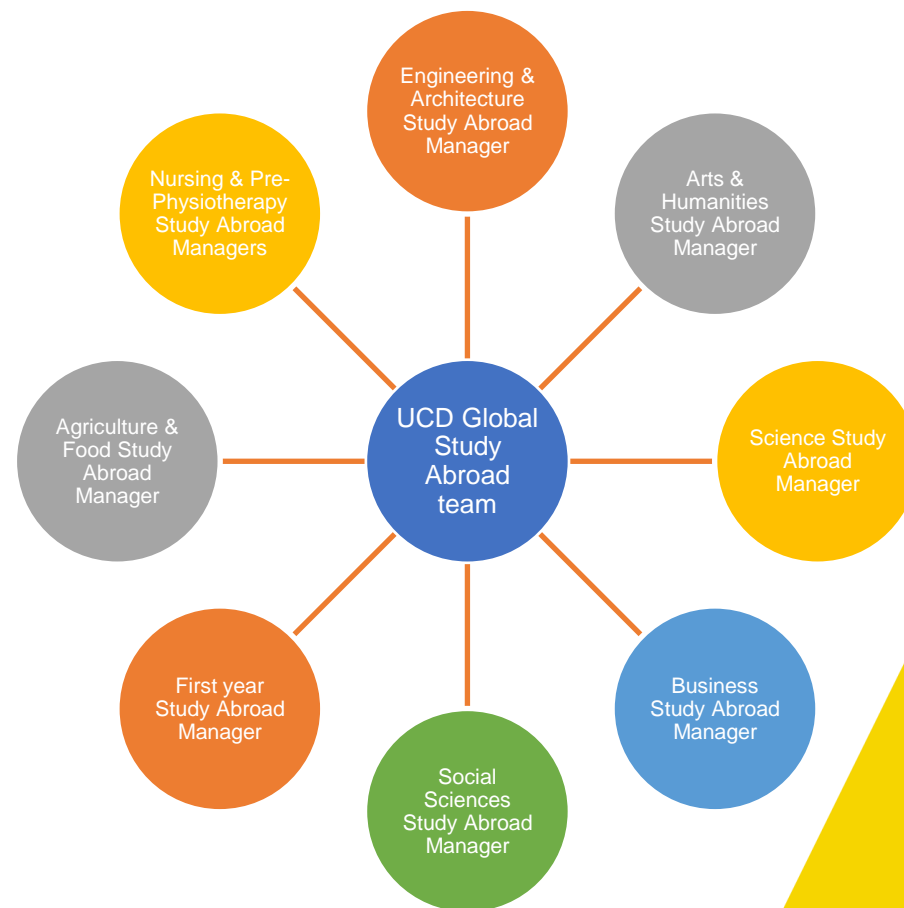 Engineering &
Architecture
Study Abroad
Manager
Arts &
Humanities
Study Abroad
Manager
Science Study
Abroad
Manager
Business
Study Abroad
Manager
Social
Sciences
Study Abroad
Manager
First year
Study Abroad
Manager
Agriculture &
Food Study
Abroad
Manager
Nursing & Pre-
Physiotherapy
Study Abroad
Managers
UCD Global
Study
Abroad
team